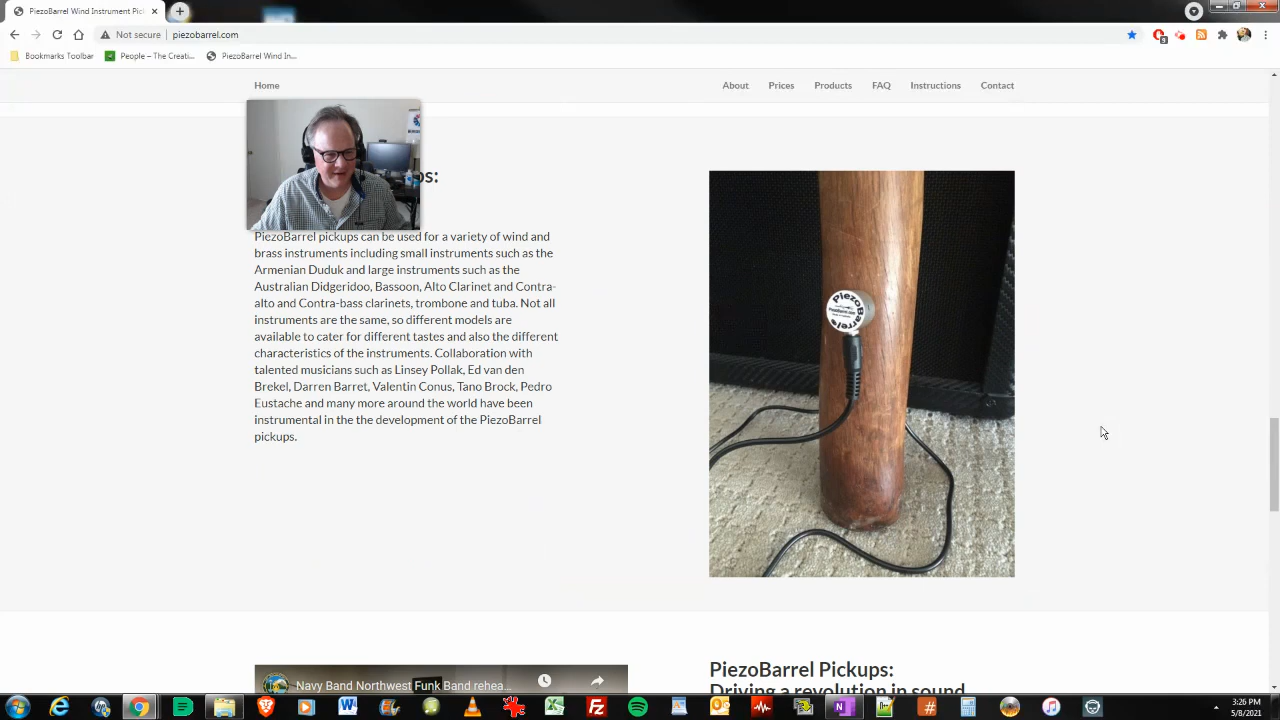 PiezoBarrel Wind Instrument Pic
Not secure
piezobarrel.com
Bookmarks Toolbar
People – The Creati...
PiezoBarrel Wind In...
Home
About
Prices
Products
FAQ
Instructions
Contact
PiezoBarrel pickups can be used for a variety of wind and
brass instruments including small instruments such as the
Armenian Duduk and large instruments such as the
Australian Didgeridoo, Bassoon, Alto Clarinet and Contra-
alto and Contra-bass clarinets, trombone and tuba. Not all
instruments are the same, so different models are
available to cater for different tastes and also the different
characteristics of the instruments. Collaboration with
talented musicians such as Linsey Pollak, Ed van den
Brekel, Darren Barret, Valentin Conus, Tano Brock, Pedro
Eustache and many more around the world have been
instrumental in the the development of the PiezoBarrel
pickups.
PiezoBarrels
PiezoBarrel.com
Navy Band Northwest Funk Band rehea...
PiezoBarrel Pickups:
Driving a revolution in sound
3:26 PM
5/8/2021